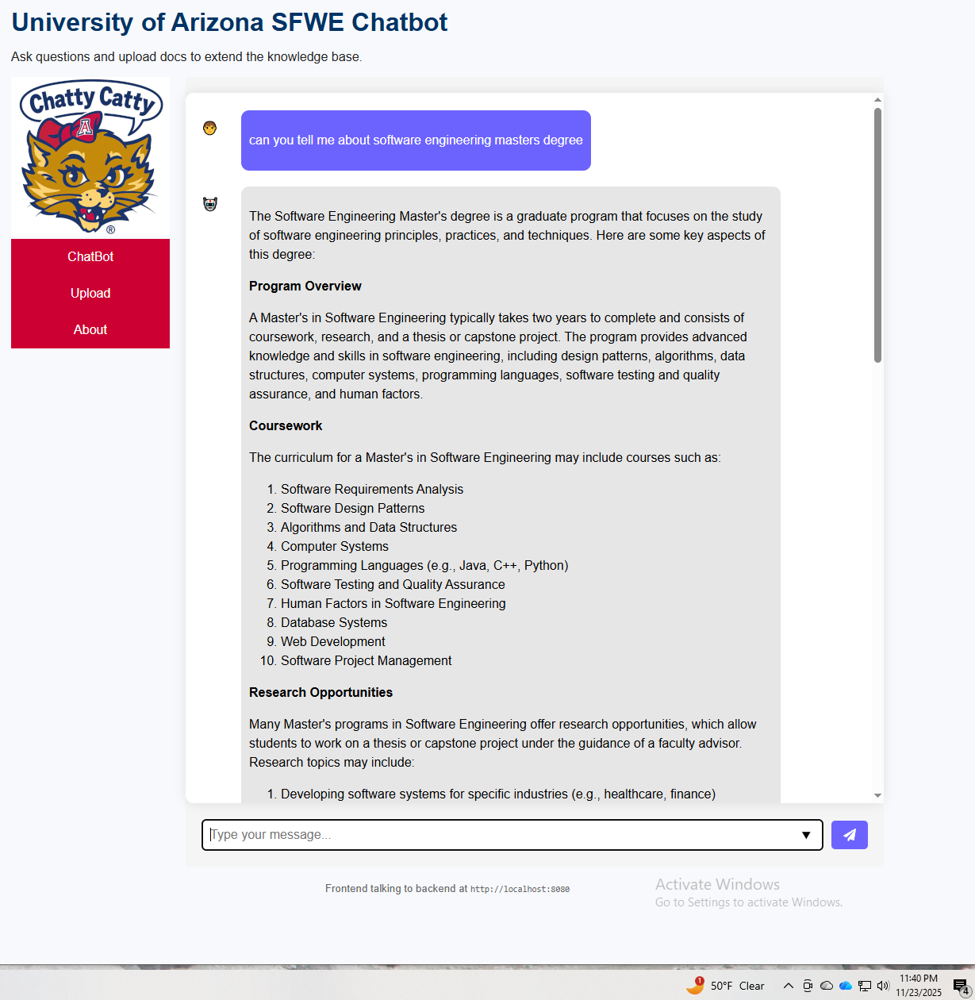 University of Arizona SFWE Chatbot
Ask questions and upload docs to extend the knowledge base.
Chatty Catty
A
®
ChatBot
Upload
About
can you tell me about software engineering masters degree
The Software Engineering Master's degree is a graduate program that focuses on the study
of software engineering principles, practices, and techniques. Here are some key aspects of
this degree:
Program Overview
A Master's in Software Engineering typically takes two years to complete and consists of
coursework, research, and a thesis or capstone project. The program provides advanced
knowledge and skills in software engineering, including design patterns, algorithms, data
structures, computer systems, programming languages, software testing and quality
assurance, and human factors.
Coursework
The curriculum for a Master's in Software Engineering may include courses such as:
1. Software Requirements Analysis
2. Software Design Patterns
3. Algorithms and Data Structures
4. Computer Systems
5. Programming Languages (e.g., Java, C++, Python)
6. Software Testing and Quality Assurance
7. Human Factors in Software Engineering
8. Database Systems
9. Web Development
10. Software Project Management
Research Opportunities
Many Master's programs in Software Engineering offer research opportunities, which allow
students to work on a thesis or capstone project under the guidance of a faculty advisor.
Research topics may include:
1. Developing software systems for specific industries (e.g., healthcare, finance)
Type your message...
Frontend talking to backend at http://localhost:8080
Activate Windows
Go to Settings to activate Windows.
1
50°F Clear
11:40 PM
11/23/2025
4